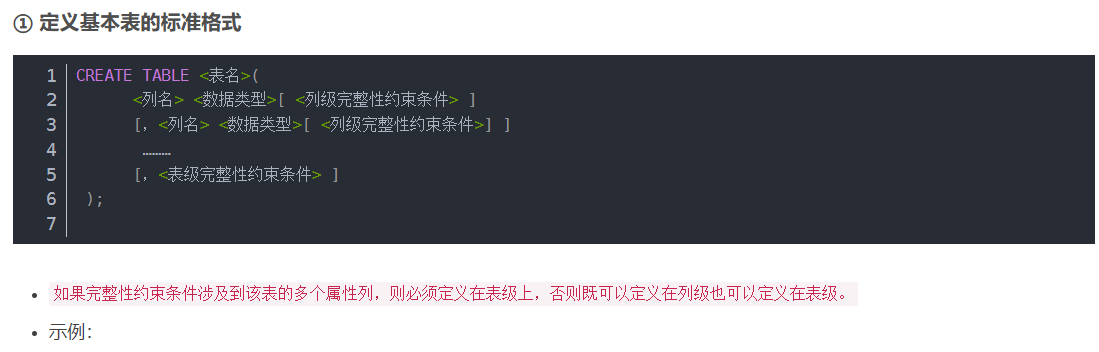 ① 定义基本表的标准格式
1 CREATE TABLE <表名>(
2 <列名> <数据类型>[ <列级完整性约束条件> ]
3 [，<列名> <数据类型>[ <列级完整性约束条件>] ]
4 ………
5 [，<表级完整性约束条件> ]
6 );
7
• 如果完整性约束条件涉及到该表的多个属性列，则必须定义在表级上，否则既可以定义在列级也可以定义在表级。
• 示例：